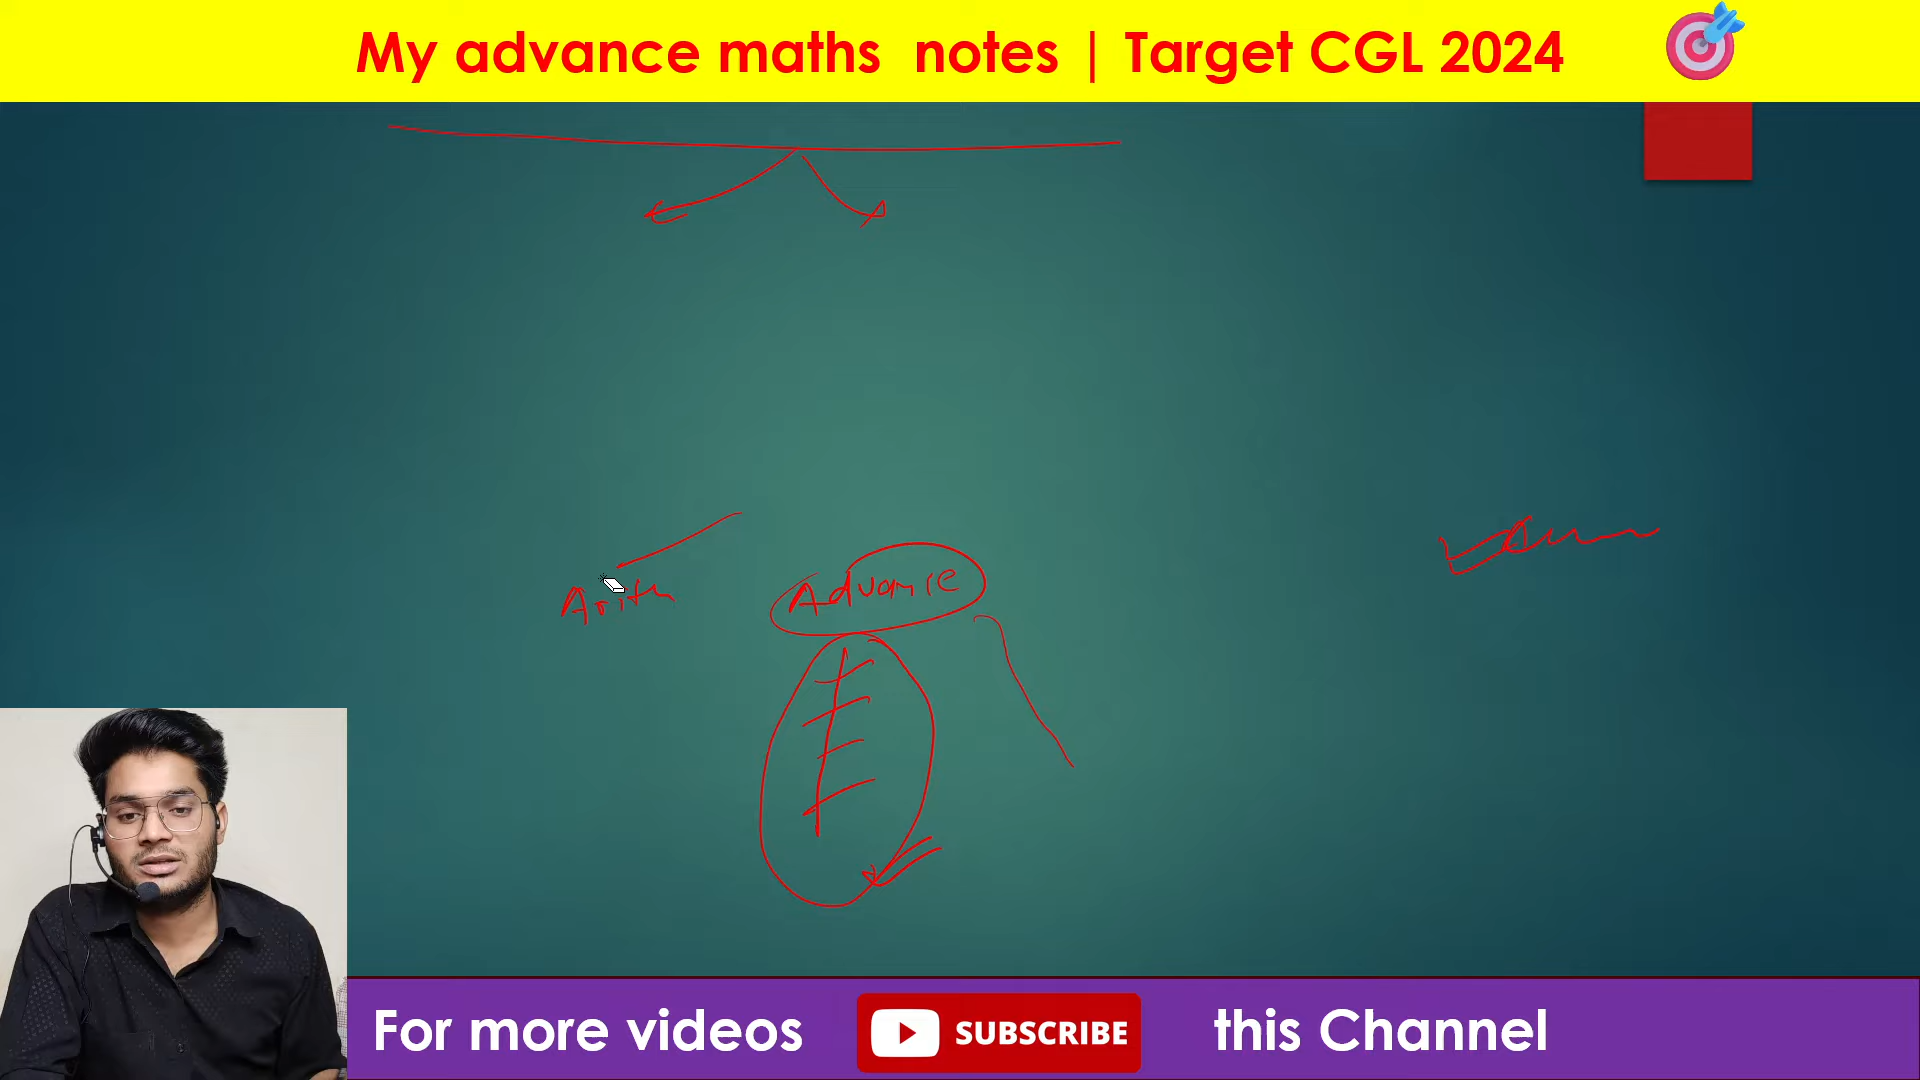 My advance maths notes | Target CGL 2024
Arith
Advance
For more videos SUBSCRIBE this Channel